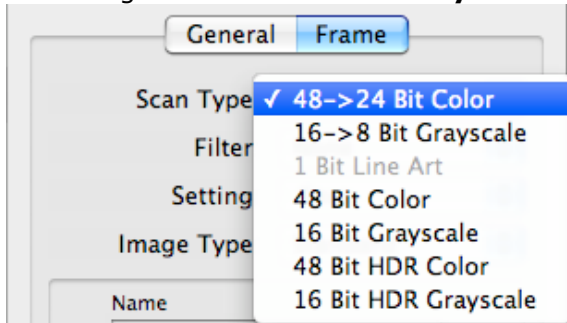 General Frame
Scan Type ✓ 48->24 Bit Color
16->8 Bit Grayscale
Filter
1 Bit Line Art
Setting
48 Bit Color
16 Bit Grayscale
Image Type
48 Bit HDR Color
Name
16 Bit HDR Grayscale